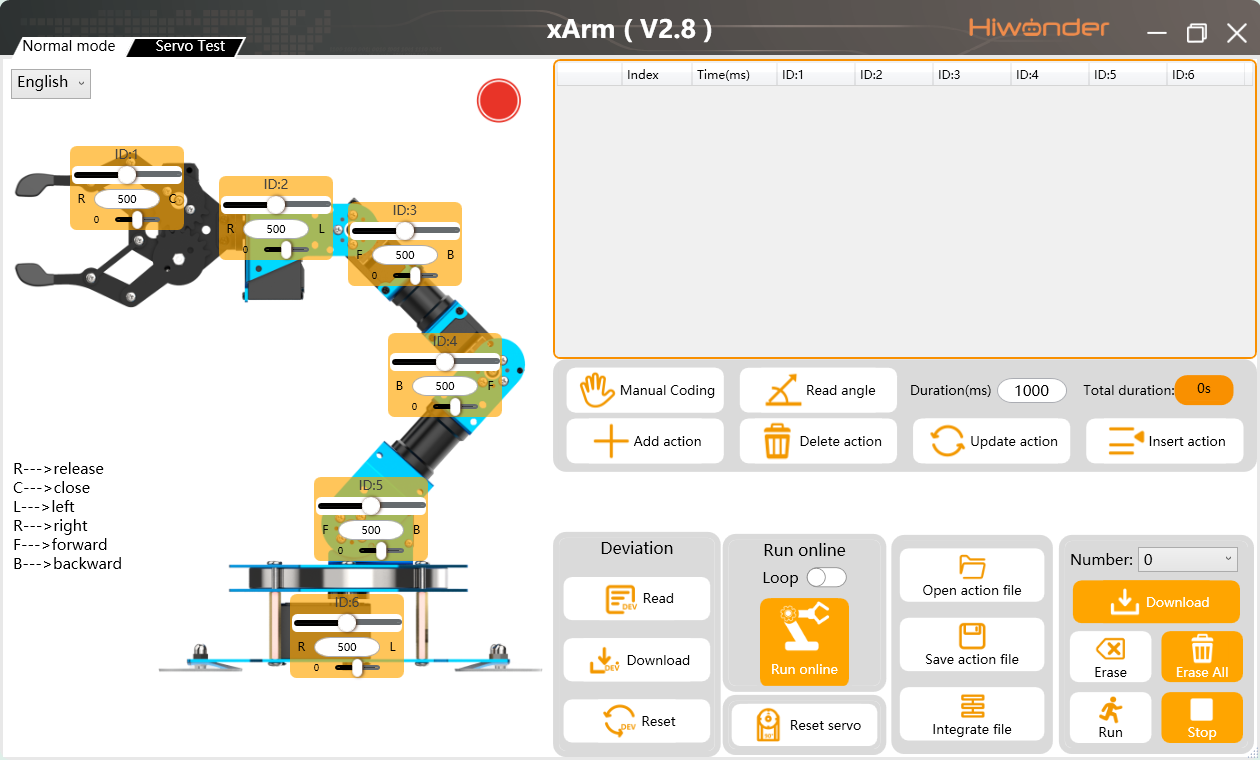 xArm ( V2.8 )
Hiwonder
Normal mode
Servo Test
English
Index Time(ms) ID:1 ID:2 ID:3 ID:4 ID:5 ID:6
ID:1
R 500 C
0
ID:2
R 500 L
0
ID:3
F 500 B
0
ID:4
B 500 F
0
ID:5
F 500 B
0
ID:6
R 500 L
0
R--->release
C--->close
L--->left
R--->right
F--->forward
B--->backward
Manual Coding
Read angle
Duration(ms) 1000
Total duration: 0s
Add action
Delete action
Update action
Insert action
Deviation
DEV Read
DEV Download
DEV Reset
Run online
Loop
Run online
Reset servo
Open action file
Save action file
Integrate file
Number: 0
Download
Erase
Erase All
Run
Stop